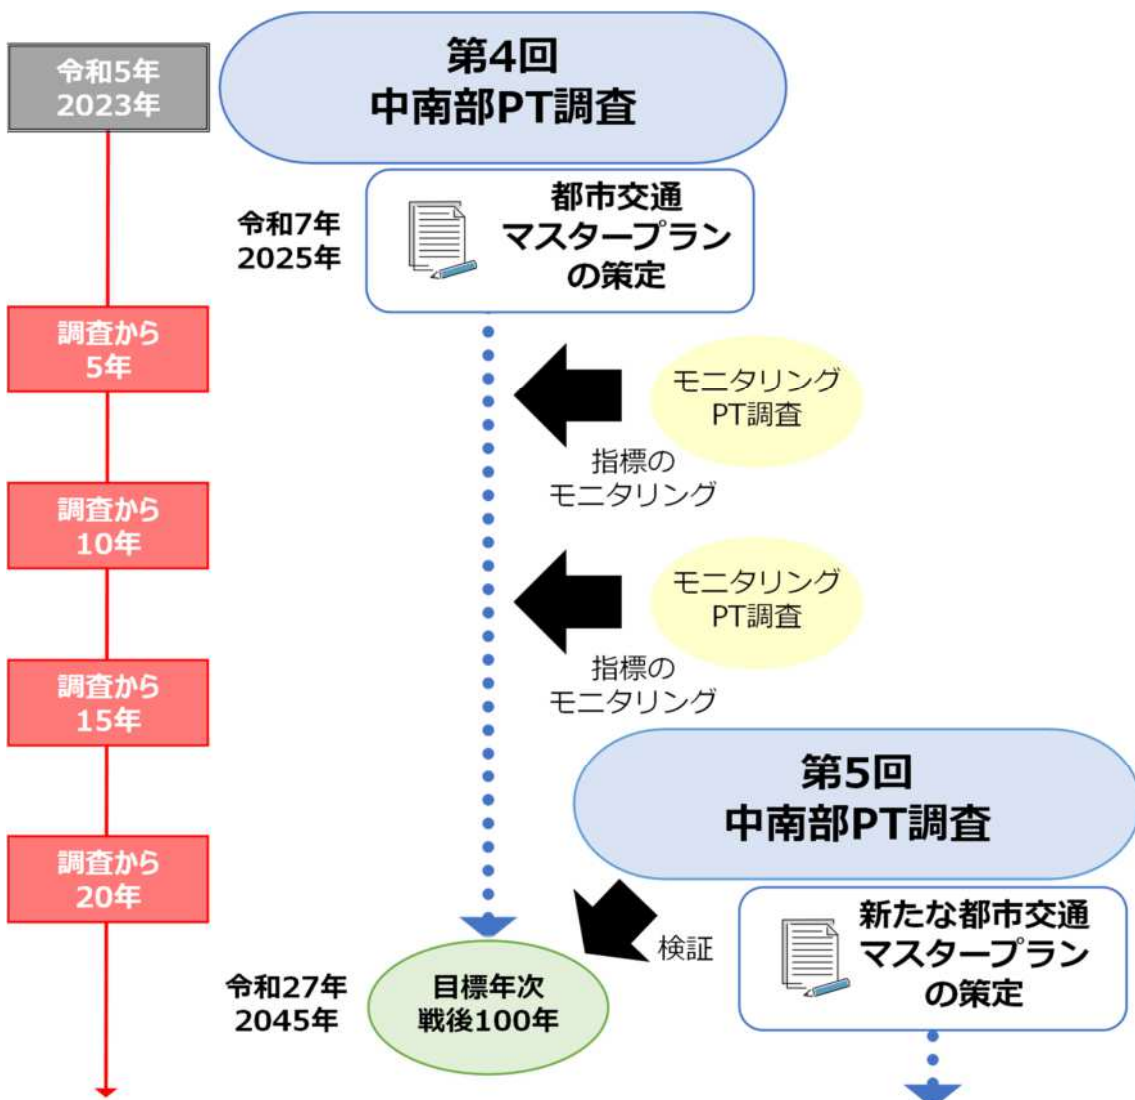 令和5年
2023年
第4回
中南部PT調査
令和7年
2025年
都市交通
マスタープラン
の策定
調査から
5年
モニタリング
PT調査
指標の
モニタリング
調査から
10年
モニタリング
PT調査
指標の
モニタリング
調査から
15年
第5回
中南部PT調査
調査から
20年
検証
新たな都市交通
マスタープラン
の策定
令和27年
2045年
目標年次
戦後100年